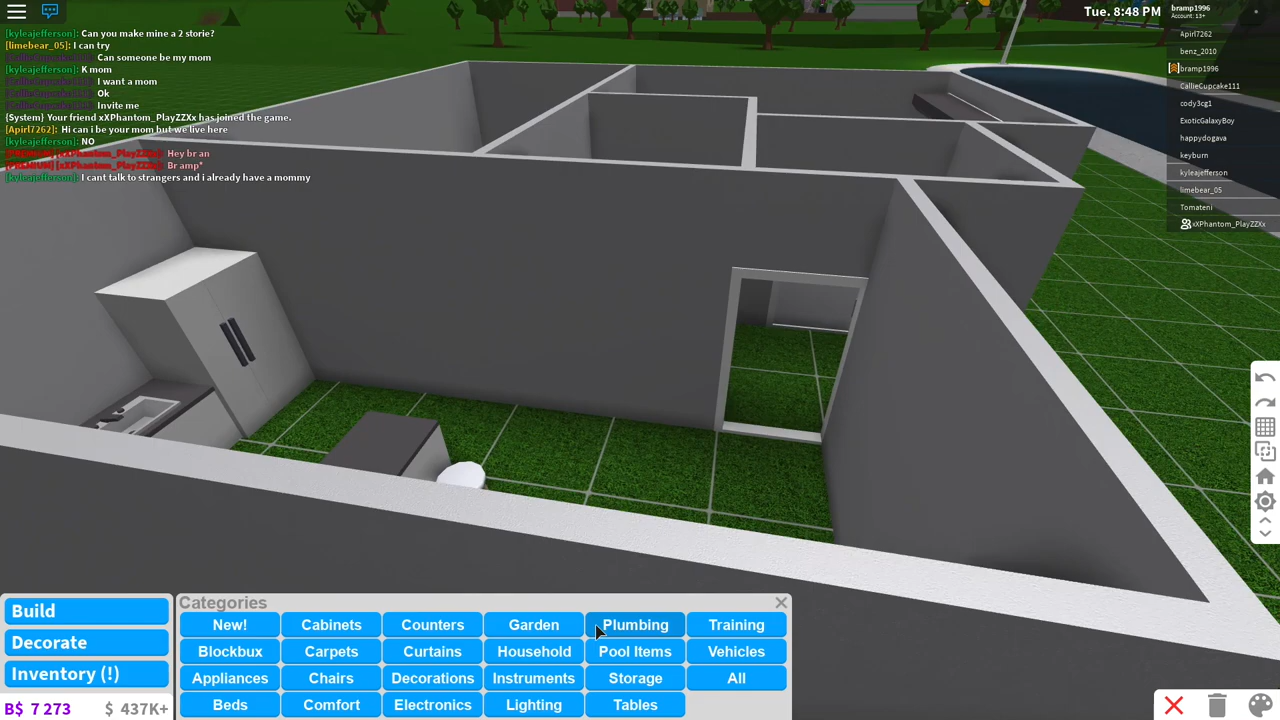 [kyleajefferson]: Can you make mine a 2 storie?
[limebear_05]: I can try
Can someone be my mom
[kyleajefferson]: K mom
I want a mom
Ok
Invite me
{System} Your friend xXPhantom_PlayZZXx has joined the game.
[Apirl7262]: Hi can i be your mom but we live here
[kyleajefferson]: NO
[xXPhantom_PlayZZXx]: Hey br an
[xXPhantom_PlayZZXx]: Bramp*
[kyleajefferson]: I cant talk to strangers and i already have a mommy
Tue. 8:48 PM
bramp1996
Account: 13+
Apirl7262
benz_2010
bramp1996
CallieCupcake111
cody3cg1
ExoticGalaxyBoy
happydogava
keyburn
kyleajefferson
limebear_05
Tomateni
xXPhantom_PlayZZXx
Build
Decorate
Inventory (!)
B$ 7 273
$ 437K+
Categories
New! Cabinets Counters Garden Plumbing Training
Blockbux Carpets Curtains Household Pool Items Vehicles
Appliances Chairs Decorations Instruments Storage All
Beds Comfort Electronics Lighting Tables